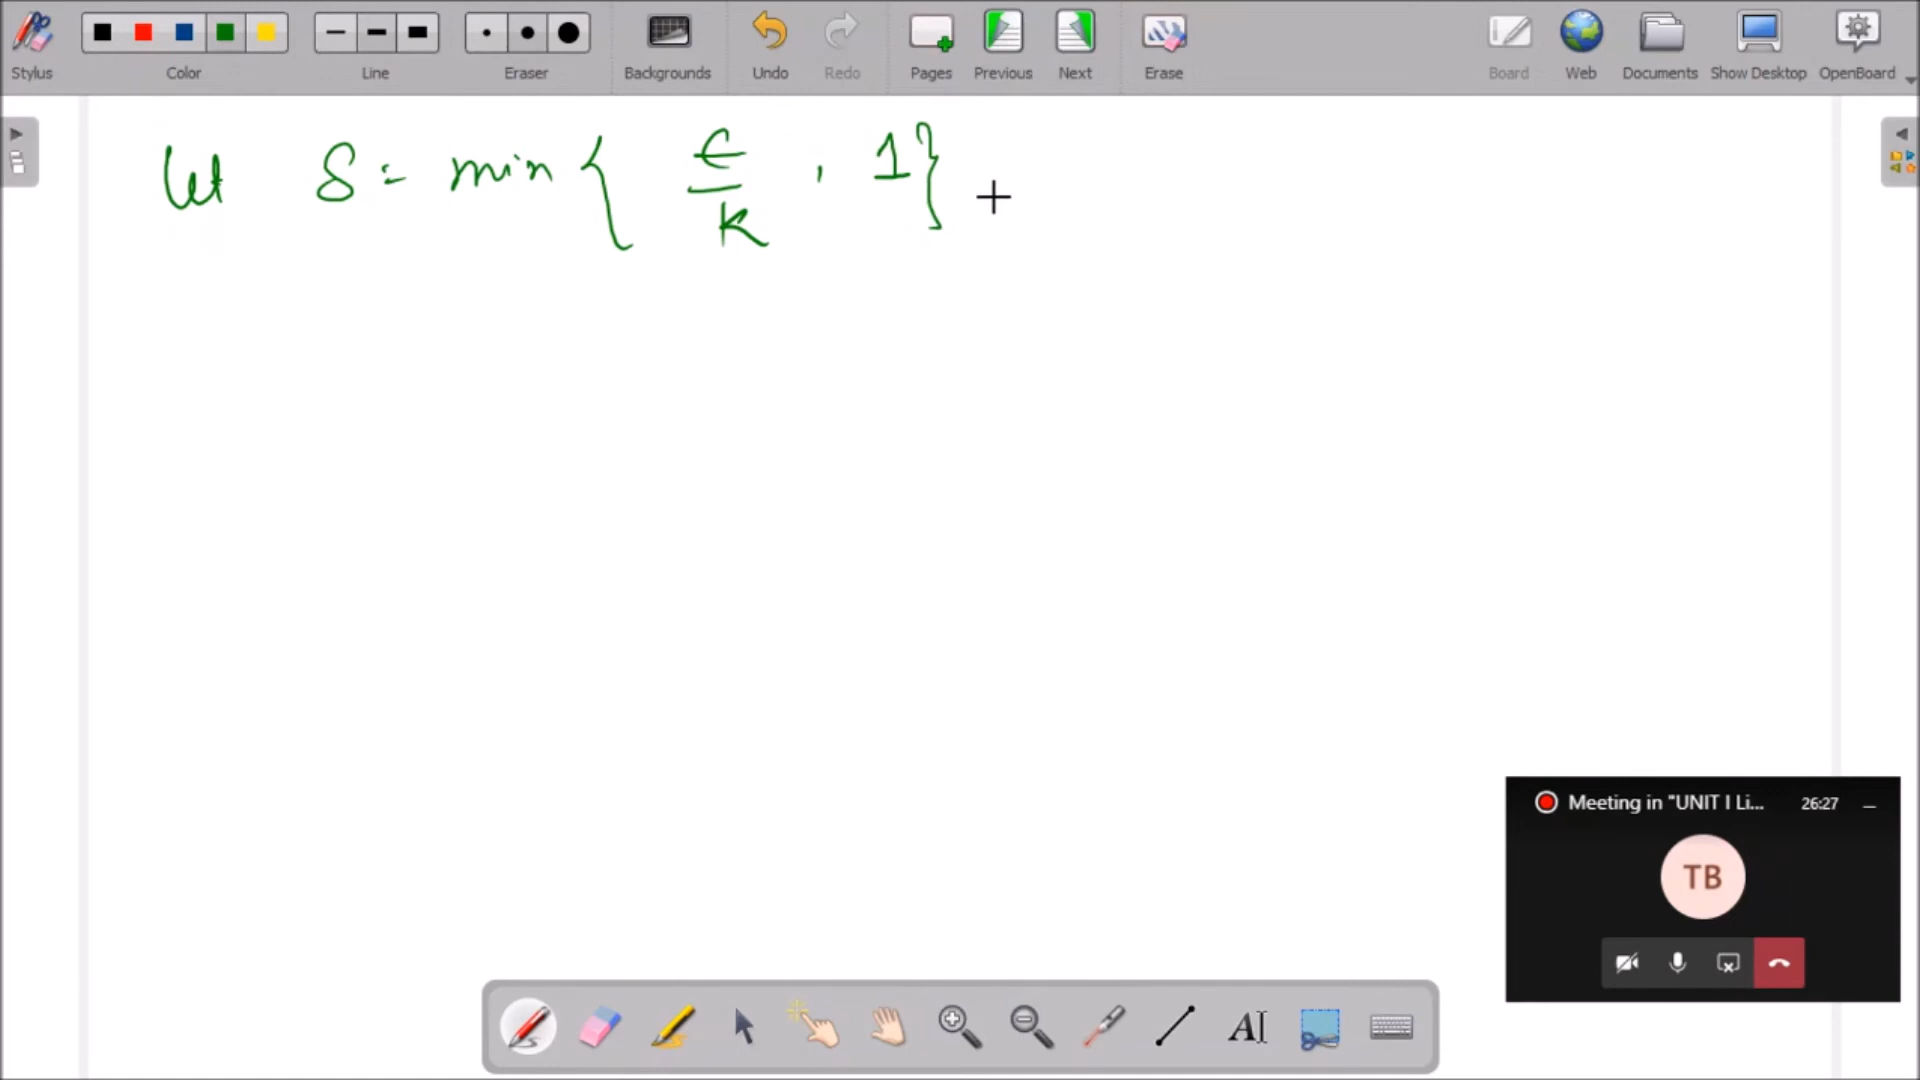 Stylus
Color
Line
Eraser
Backgrounds
Undo
Redo
Pages
Previous
Next
Erase
Board
Web
Documents
Show Desktop
OpenBoard
Let δ = min { ε/K , 1}
Meeting in "UNIT I Li... 26:27
TB
AI